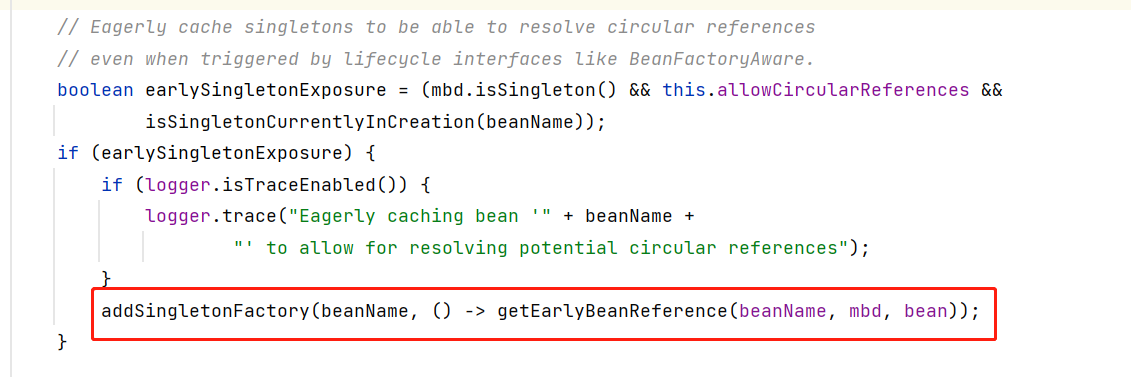 // Eagerly cache singletons to be able to resolve circular references
// even when triggered by lifecycle interfaces like BeanFactoryAware.
boolean earlySingletonExposure = (mbd.isSingleton() && this.allowCircularReferences &&
isSingletonCurrentlyInCreation(beanName));
if (earlySingletonExposure) {
if (logger.isTraceEnabled()) {
logger.trace("Eagerly caching bean '" + beanName +
"' to allow for resolving potential circular references");
}
addSingletonFactory(beanName, () -> getEarlyBeanReference(beanName, mbd, bean));
}